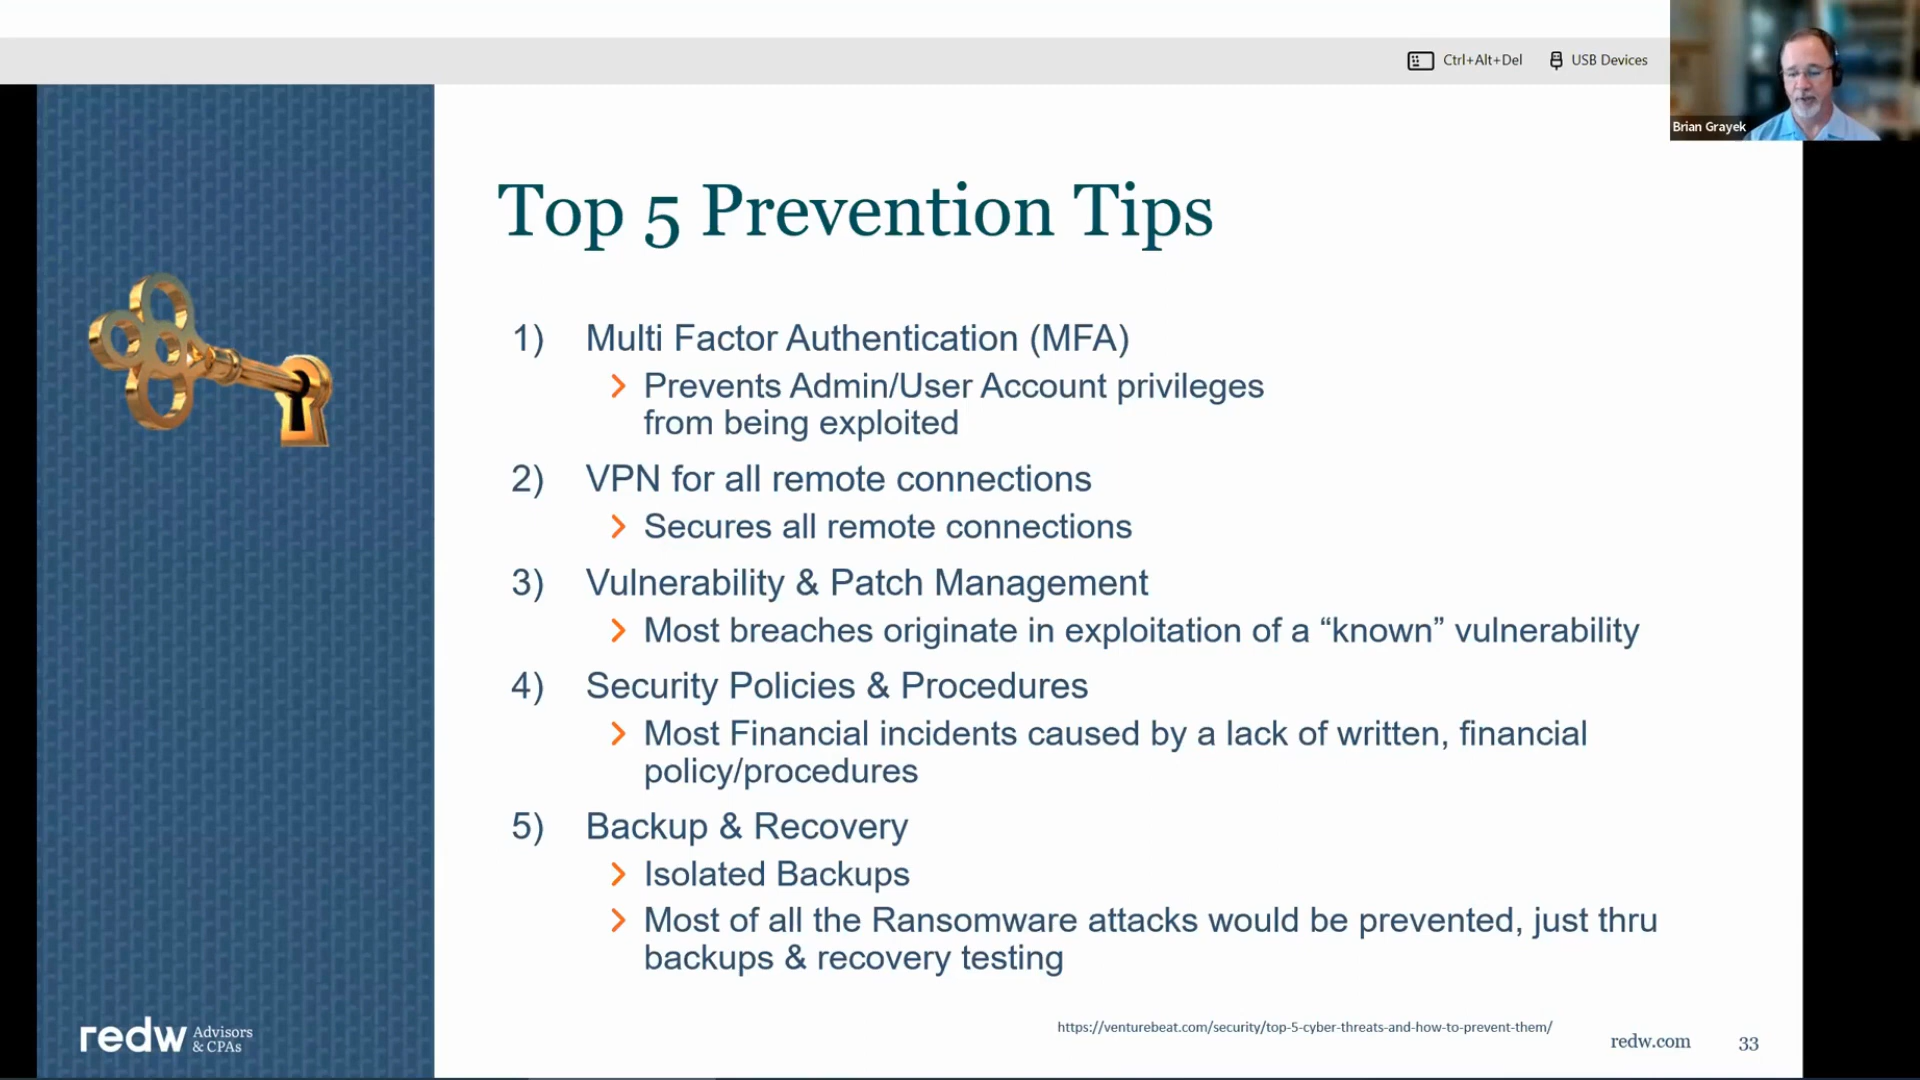 Ctrl+Alt+Del USB Devices
Brian Grayek
Top 5 Prevention Tips
1) Multi Factor Authentication (MFA)
Prevents Admin/User Account privileges
from being exploited
2) VPN for all remote connections
Secures all remote connections
3) Vulnerability & Patch Management
Most breaches originate in exploitation of a “known” vulnerability
4) Security Policies & Procedures
Most Financial incidents caused by a lack of written, financial
policy/procedures
5) Backup & Recovery
Isolated Backups
Most of all the Ransomware attacks would be prevented, just thru
backups & recovery testing
redw Advisors
& CPAs
https://venturebeat.com/security/top-5-cyber-threats-and-how-to-prevent-them/
redw.com 33